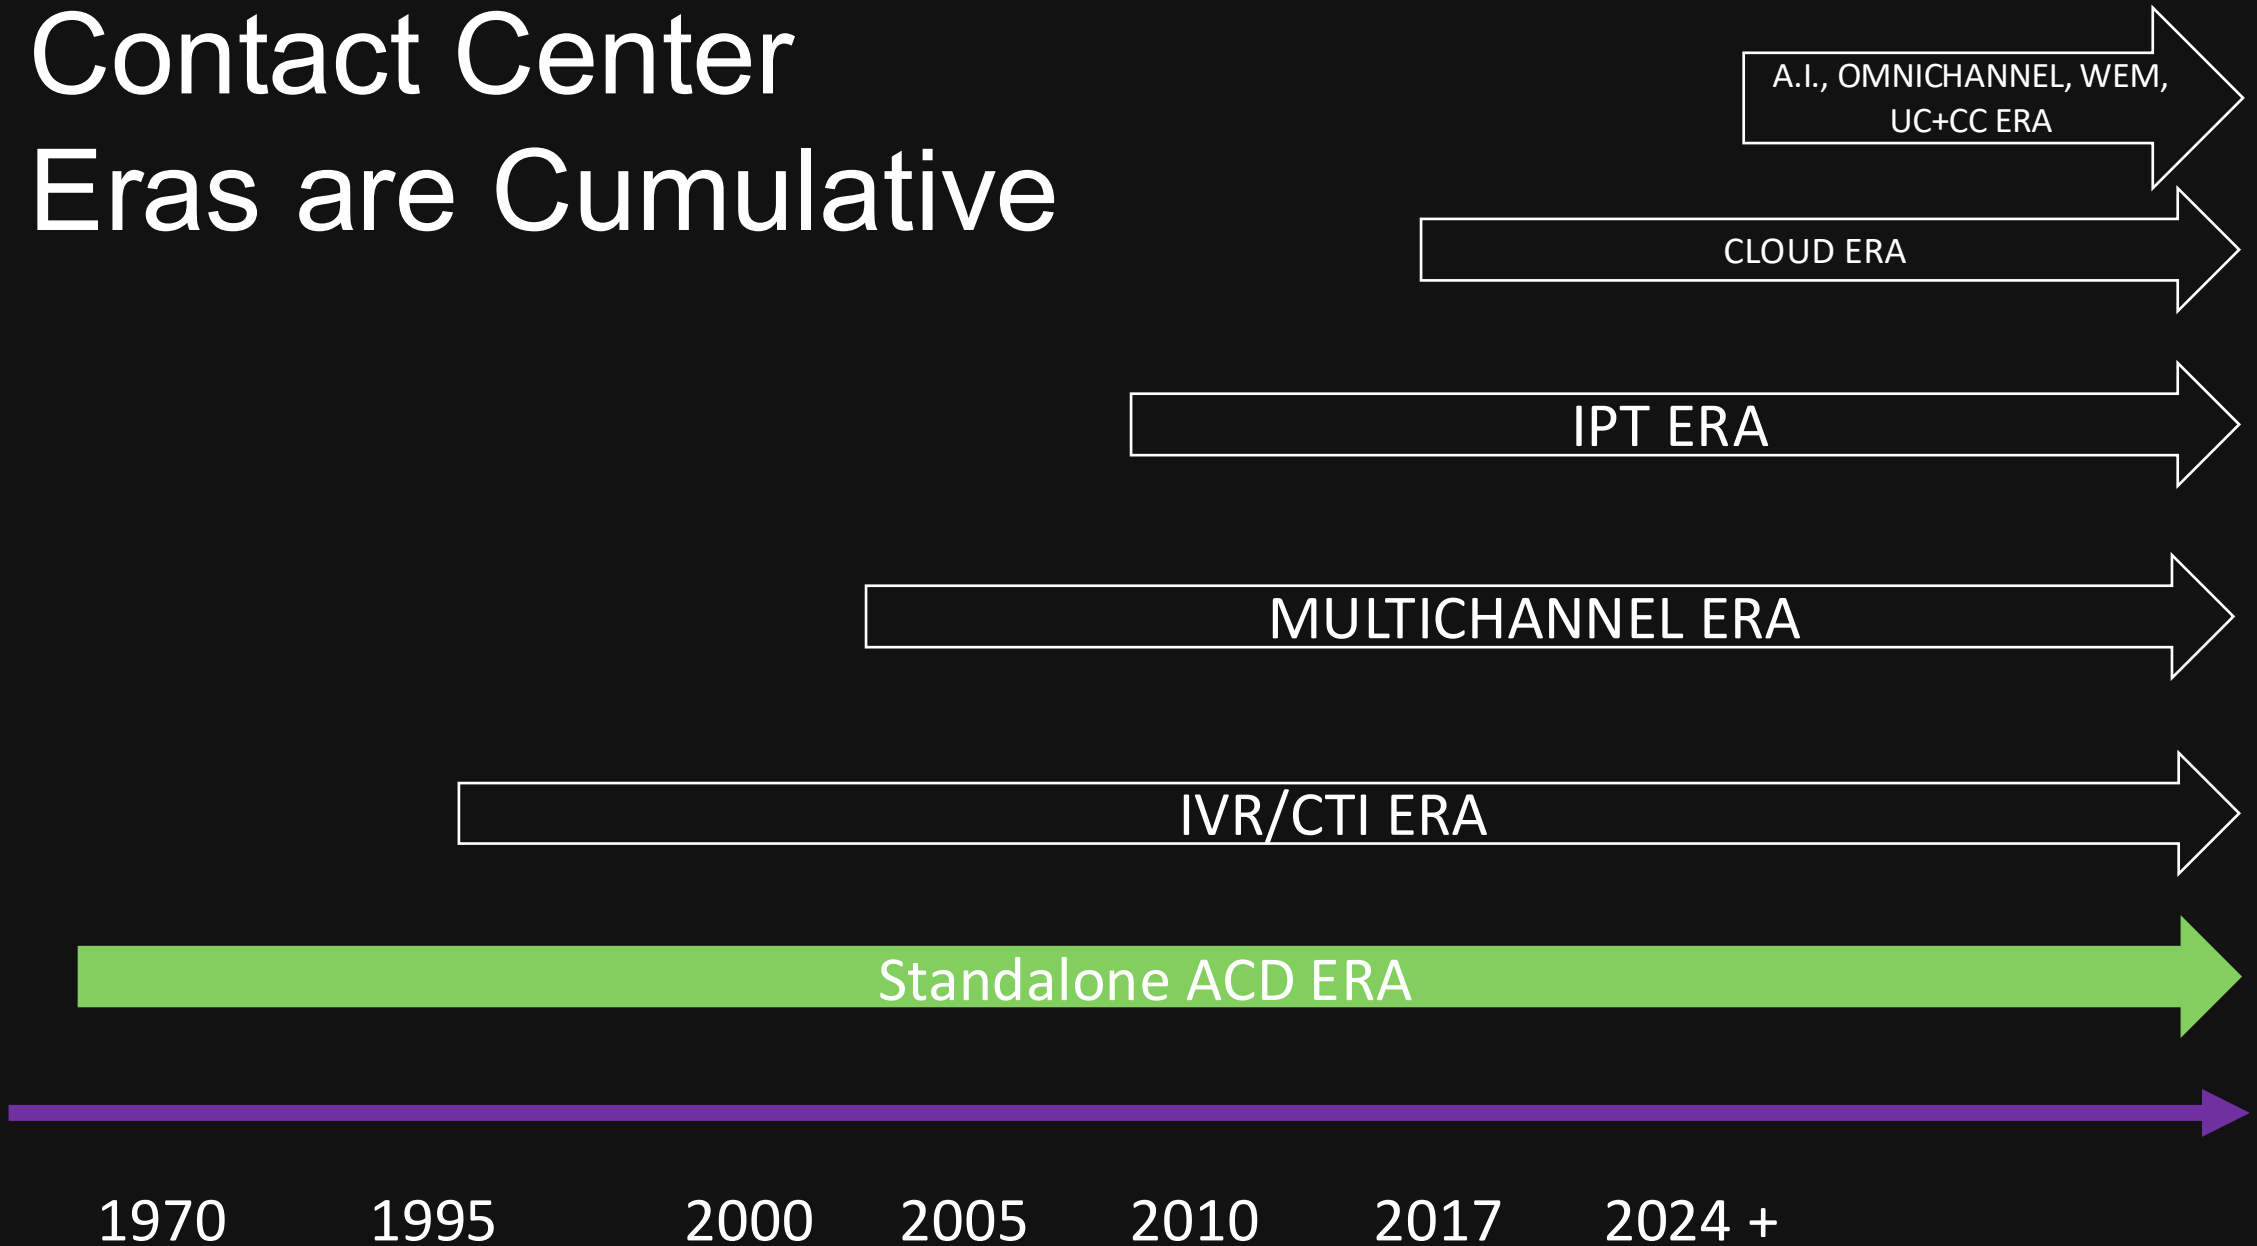 Contact Center
Eras are Cumulative
A.I., OMNICHANNEL, WEM,
UC+CC ERA
CLOUD ERA
IPT ERA
MULTICHANNEL ERA
IVR/CTI ERA
Standalone ACD ERA
1970 1995 2000 2005 2010 2017 2024 +